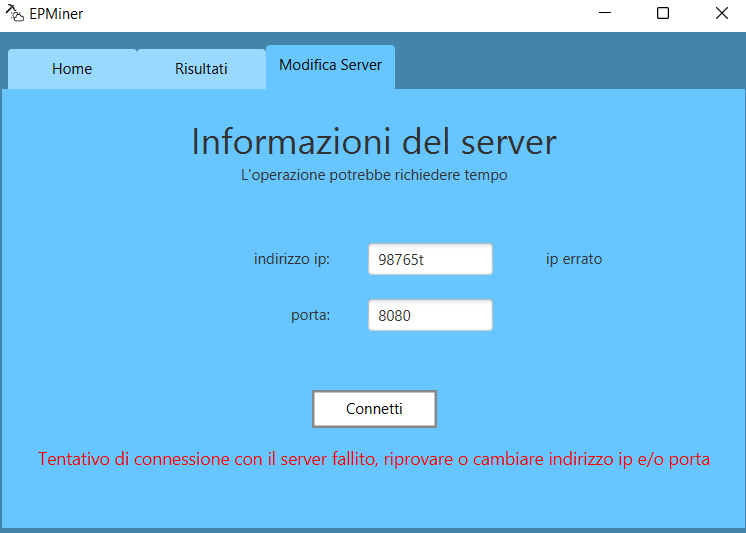 EPMiner
Home Risultati Modifica Server
Informazioni del server
L'operazione potrebbe richiedere tempo
indirizzo ip: 98765t ip errato
porta: 8080
Connetti
Tentativo di connessione con il server fallito, riprovare o cambiare indirizzo ip e/o porta